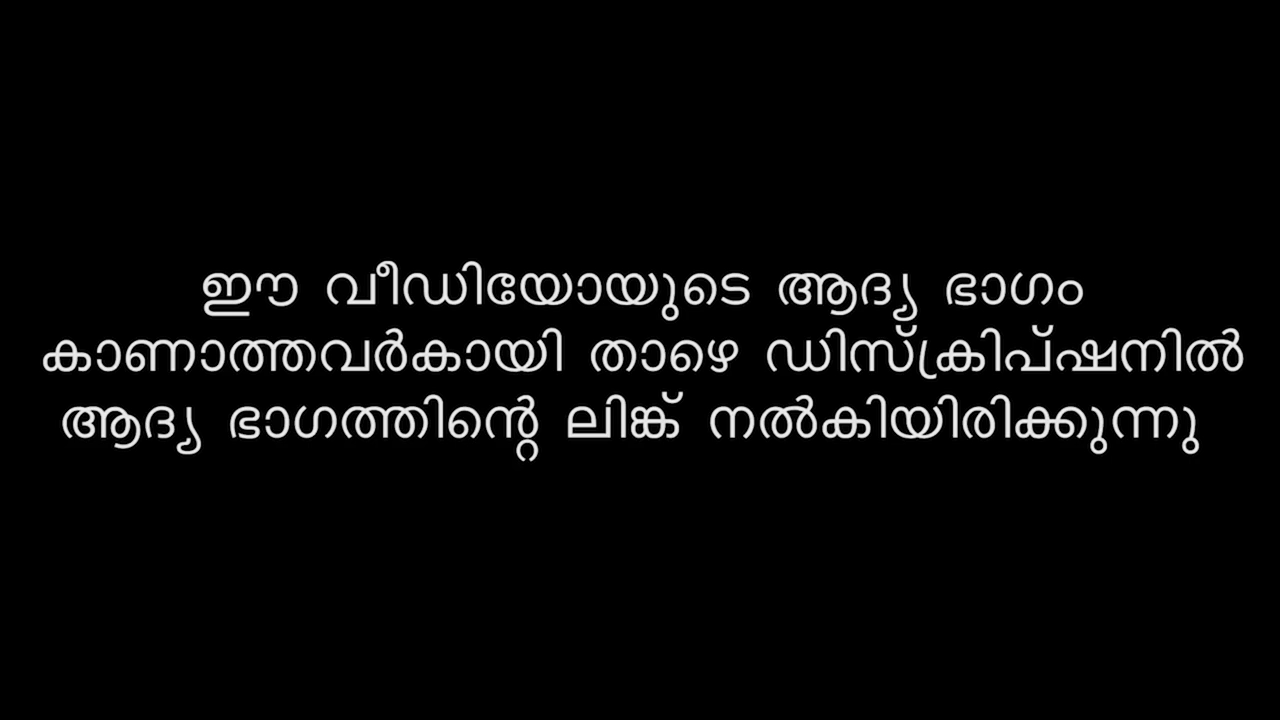 ഈ വീഡിയോയുടെ ആദ്യ ഭാഗം
കാണാത്തവർകായി താഴെ ഡിസ്ക്രിപ്ഷനിൽ
ആദ്യ ഭാഗത്തിന്റെ ലിങ്ക് നൽകിയിരിക്കുന്നു